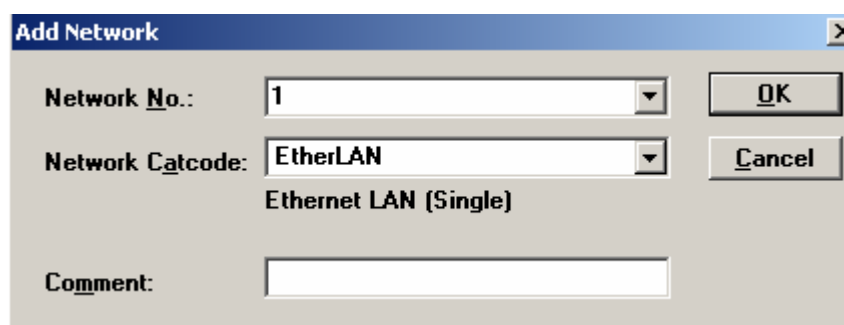 Add Network
Network No.: 1 OK
Network Catcode: EtherLAN Cancel
Ethernet LAN (Single)
Comment: